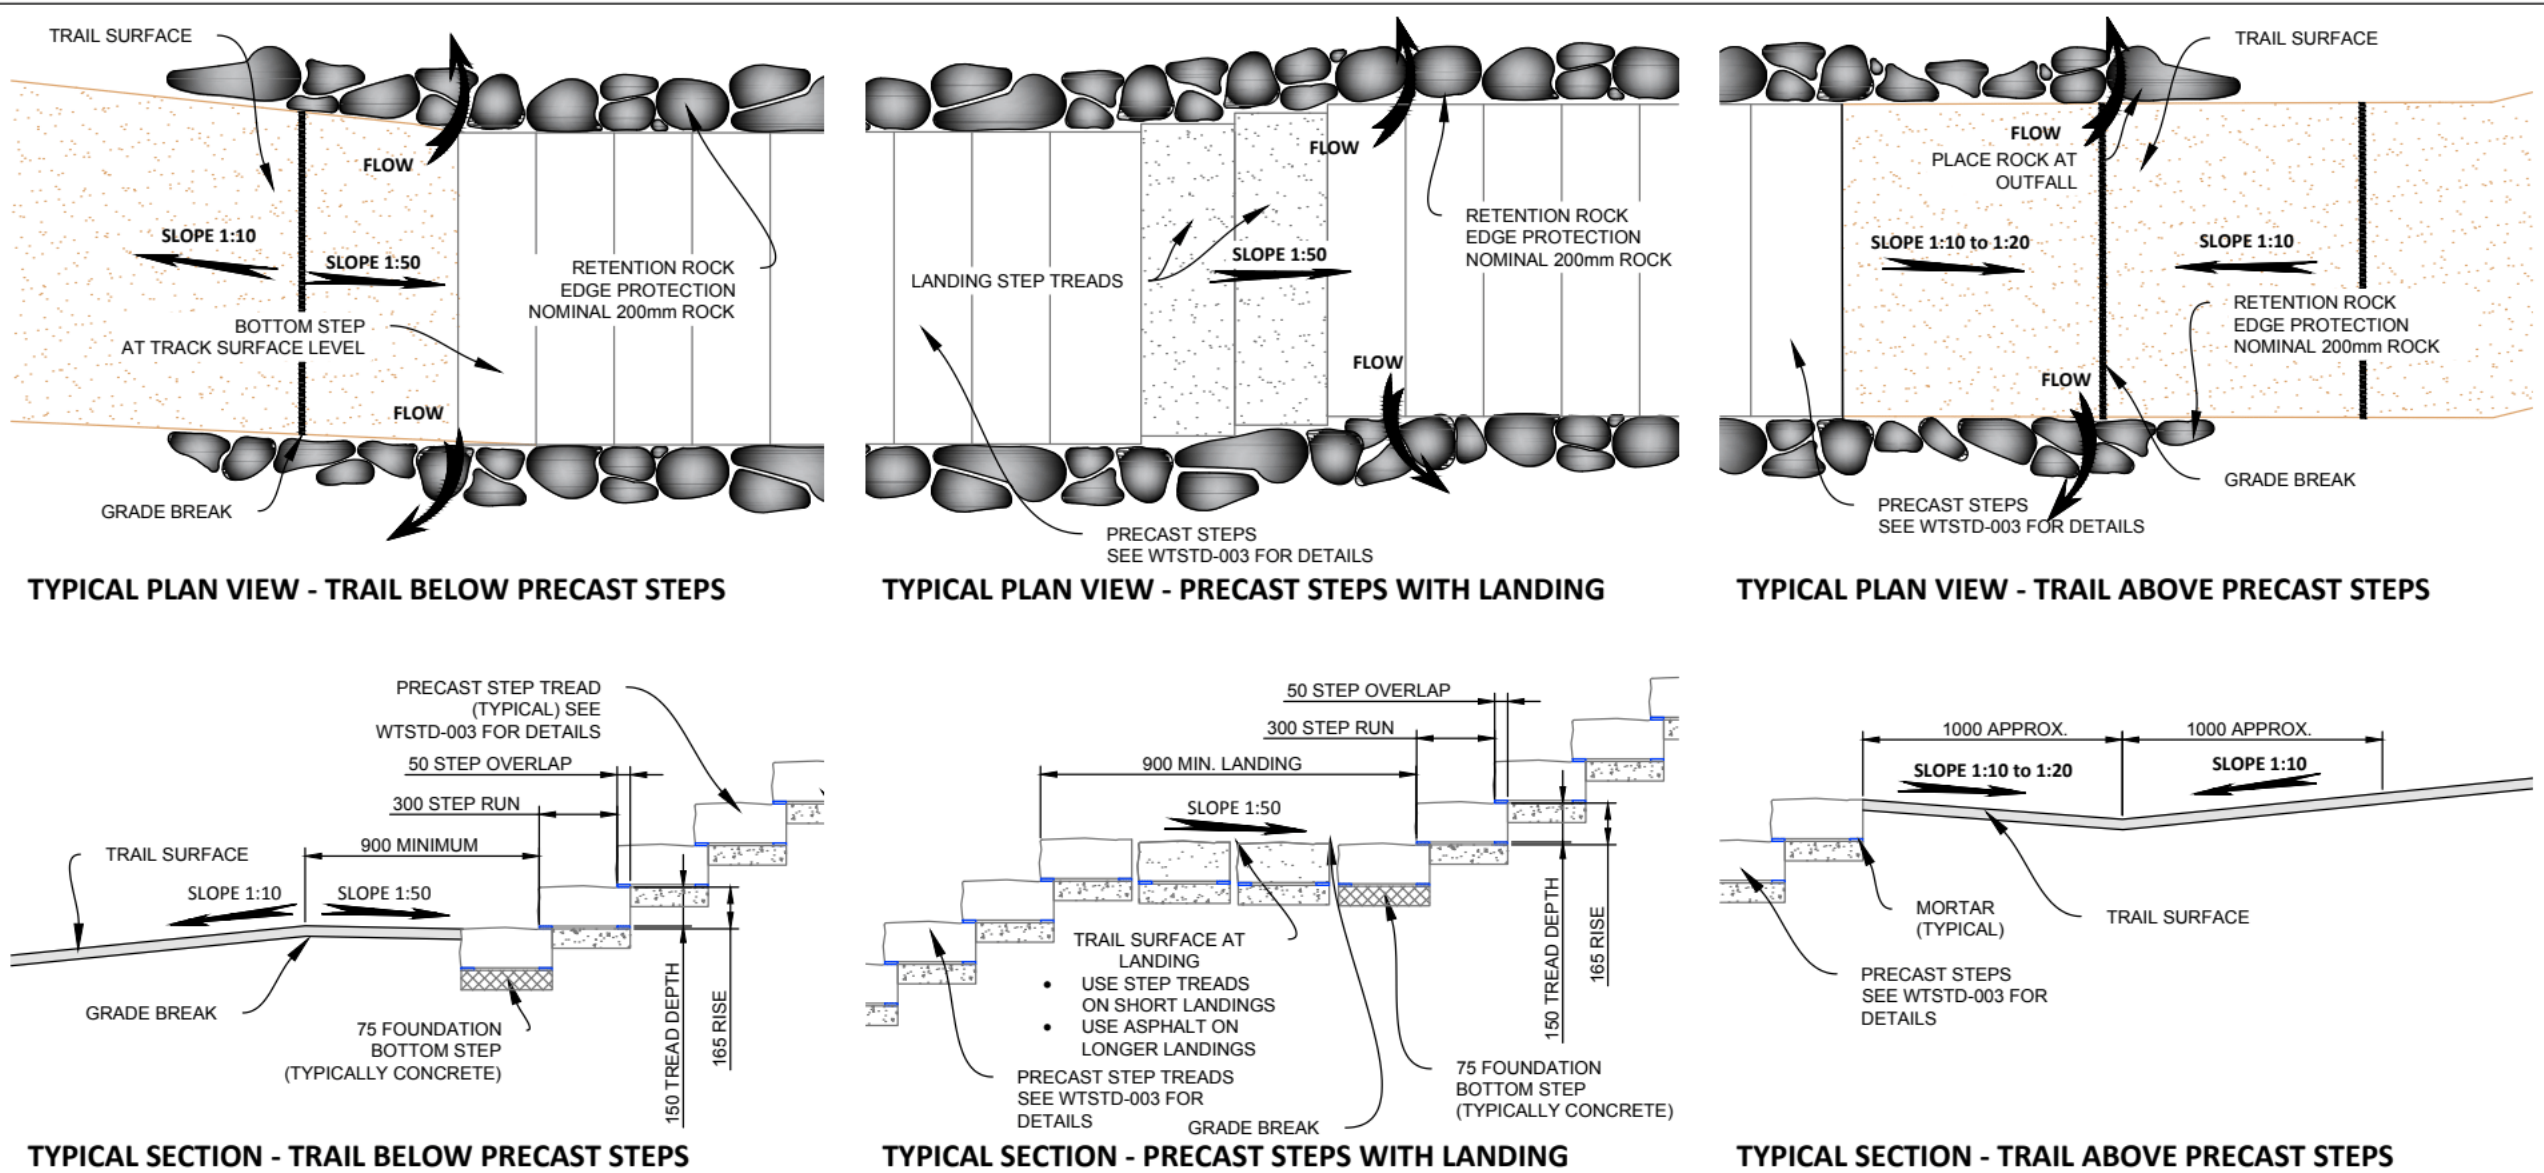 TRAIL SURFACE
FLOW
SLOPE 1:10
SLOPE 1:50
BOTTOM STEP
AT TRACK SURFACE LEVEL
RETENTION ROCK
EDGE PROTECTION
NOMINAL 200mm ROCK
FLOW
GRADE BREAK
TYPICAL PLAN VIEW - TRAIL BELOW PRECAST STEPS
FLOW
RETENTION ROCK
EDGE PROTECTION
NOMINAL 200mm ROCK
SLOPE 1:50
LANDING STEP TREADS
FLOW
PRECAST STEPS
SEE WTSTD-003 FOR DETAILS
TYPICAL PLAN VIEW - PRECAST STEPS WITH LANDING
TRAIL SURFACE
FLOW
PLACE ROCK AT
OUTFALL
SLOPE 1:10 to 1:20
SLOPE 1:10
RETENTION ROCK
EDGE PROTECTION
NOMINAL 200mm ROCK
FLOW
GRADE BREAK
PRECAST STEPS
SEE WTSTD-003 FOR DETAILS
TYPICAL PLAN VIEW - TRAIL ABOVE PRECAST STEPS
PRECAST STEP TREAD
(TYPICAL) SEE
WTSTD-003 FOR DETAILS
50 STEP OVERLAP
300 STEP RUN
900 MINIMUM
TRAIL SURFACE
SLOPE 1:10
SLOPE 1:50
GRADE BREAK
75 FOUNDATION
BOTTOM STEP
(TYPICALLY CONCRETE)
150 TREAD DEPTH
165 RISE
TYPICAL SECTION - TRAIL BELOW PRECAST STEPS
50 STEP OVERLAP
300 STEP RUN
900 MIN. LANDING
SLOPE 1:50
TRAIL SURFACE AT
LANDING
• USE STEP TREADS
ON SHORT LANDINGS
• USE ASPHALT ON
LONGER LANDINGS
PRECAST STEP TREADS
SEE WTSTD-003 FOR
DETAILS
GRADE BREAK
75 FOUNDATION
BOTTOM STEP
(TYPICALLY CONCRETE)
150 TREAD DEPTH
165 RISE
TYPICAL SECTION - PRECAST STEPS WITH LANDING
1000 APPROX.
1000 APPROX.
SLOPE 1:10 to 1:20
SLOPE 1:10
MORTAR
(TYPICAL)
TRAIL SURFACE
PRECAST STEPS
SEE WTSTD-003 FOR
DETAILS
TYPICAL SECTION - TRAIL ABOVE PRECAST STEPS